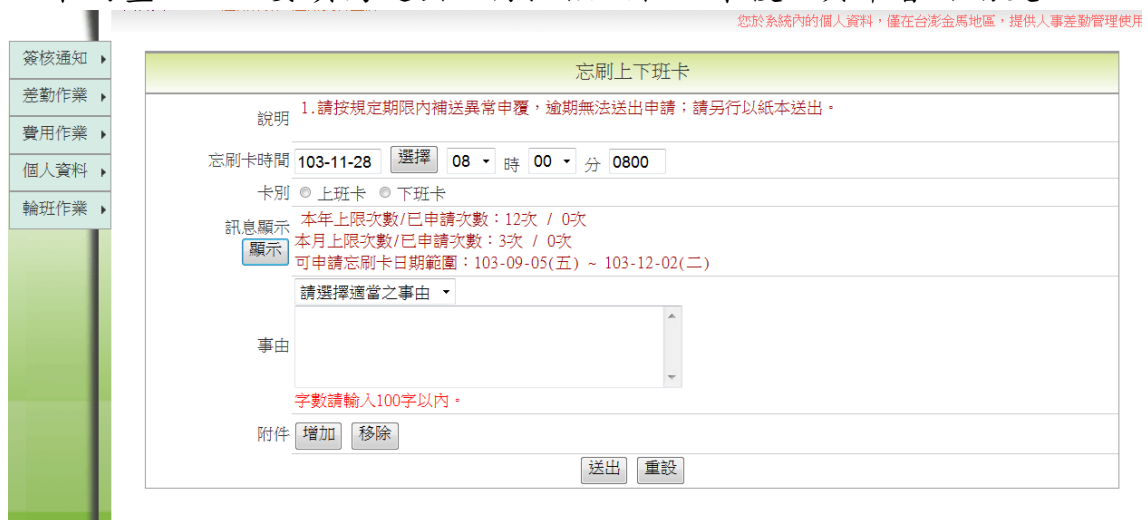 您於系統內的個人資料,僅在台澎金馬地區,提供人事差勤管理使用
簽核通知
差勤作業
費用作業
個人資料
輪班作業
忘刷上下班卡
說明 1.請按規定期限內補送異常申覆,逾期無法送出申請;請另行以紙本送出。
忘刷卡時間 103-11-28 選擇 08 時 00 分 0800
卡別 上班卡 下班卡
訊息顯示 本年上限次數/已申請次數:12次 / 0次
顯示 本月上限次數/已申請次數:3次 / 0次
可申請忘刷卡日期範圍:103-09-05(五) ~ 103-12-02(二)
請選擇適當之事由
事由
字數請輸入100字以內。
附件 增加 移除
送出 重設